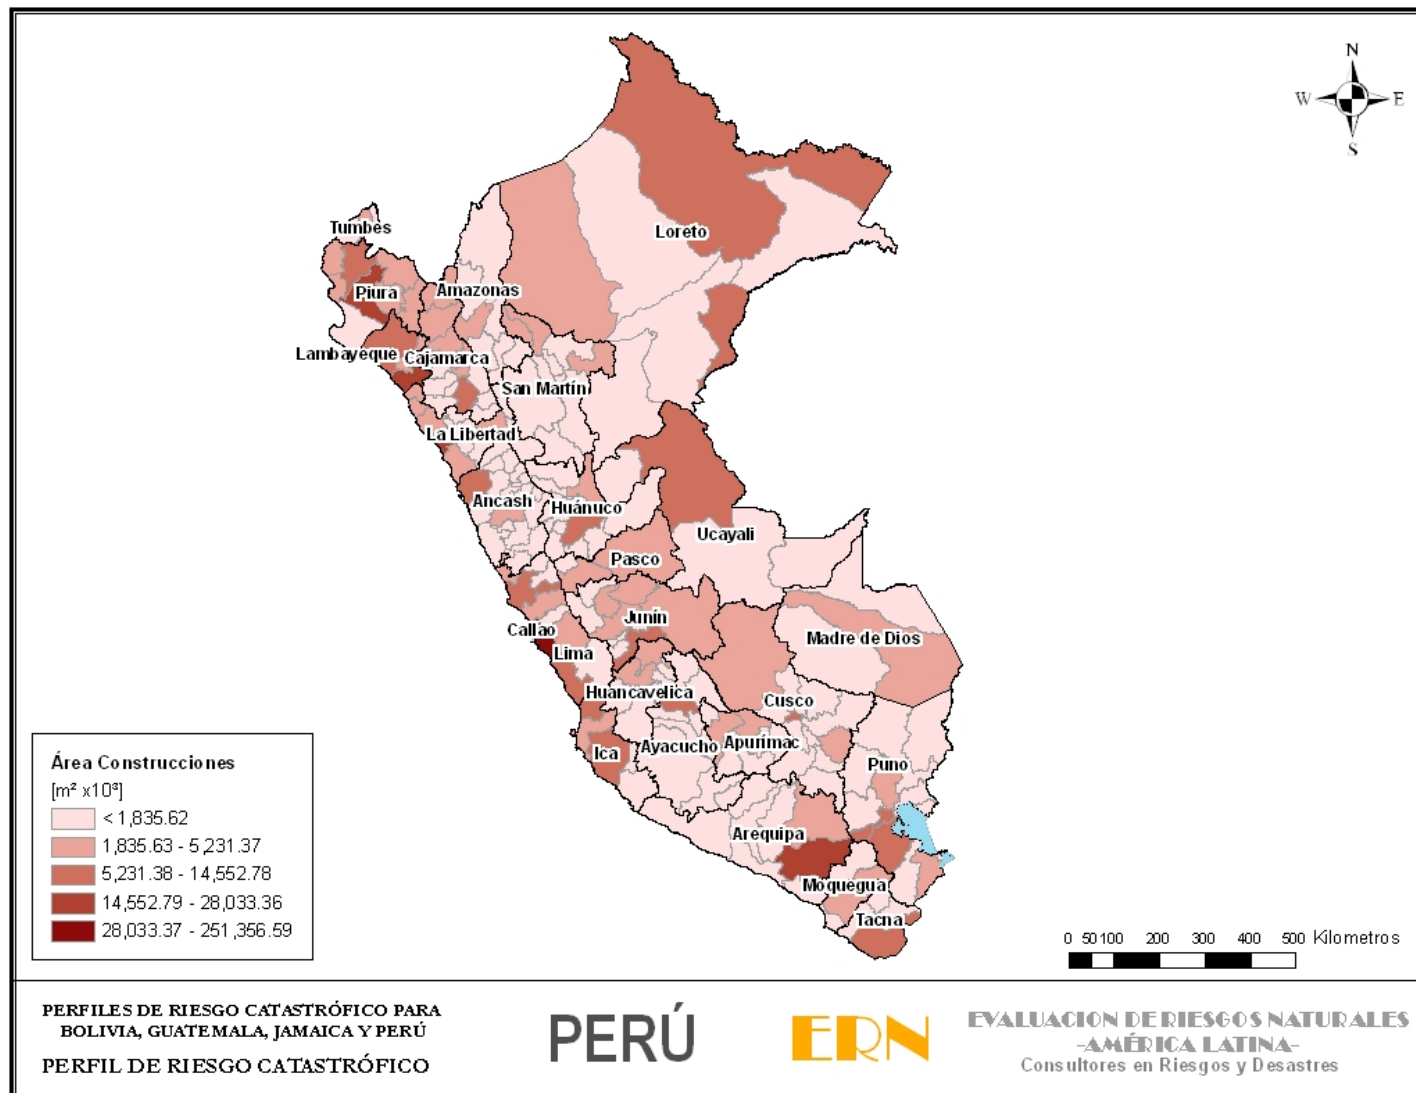 N
W E
S
Tumbes
Loreto
Piura
Amazonas
Lambayeque
Cajamarca
San Martín
La Libertad
Ancash
Huánuco
Ucayali
Pasco
Junín
Callao
Lima
Madre de Dios
Huancavelica
Cusco
Ica
Ayacucho
Apurímac
Puno
Arequipa
Moquegua
Tacna
Área Construcciones
[m² x10³]
< 1,835.62
1,835.63 - 5,231.37
5,231.38 - 14,552.78
14,552.79 - 28,033.36
28,033.37 - 251,356.59
0 50 100 200 300 400 500 Kilometros
PERFILES DE RIESGO CATASTRÓFICO PARA
BOLIVIA, GUATEMALA, JAMAICA Y PERÚ
PERFIL DE RIESGO CATASTRÓFICO
PERÚ
ERN
EVALUACION DE RIESGOS NATURALES
-AMÉRICA LATINA-
Consultores en Riesgos y Desastres